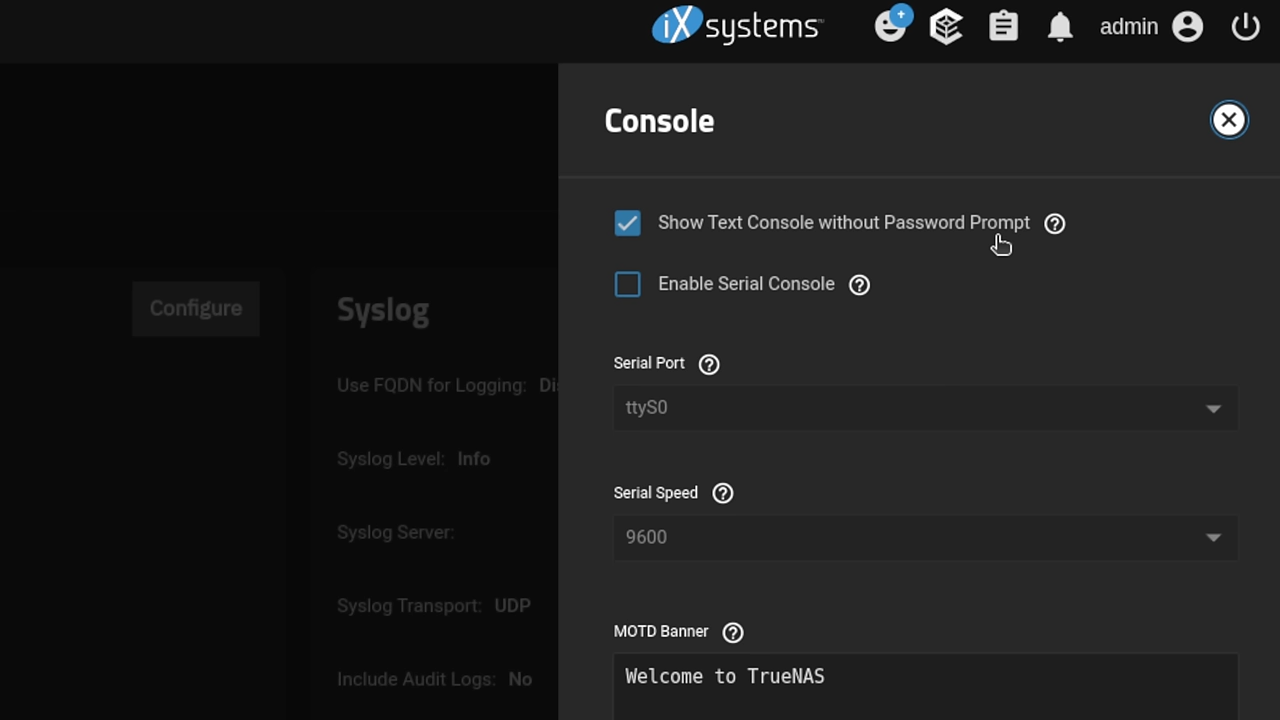 iX systems™
admin
Console
Show Text Console without Password Prompt
Enable Serial Console
Configure
Syslog
Use FQDN for Logging:
Syslog Level: Info
Syslog Server:
Syslog Transport: UDP
Include Audit Logs: No
Serial Port
ttyS0
Serial Speed
9600
MOTD Banner
Welcome to TrueNAS